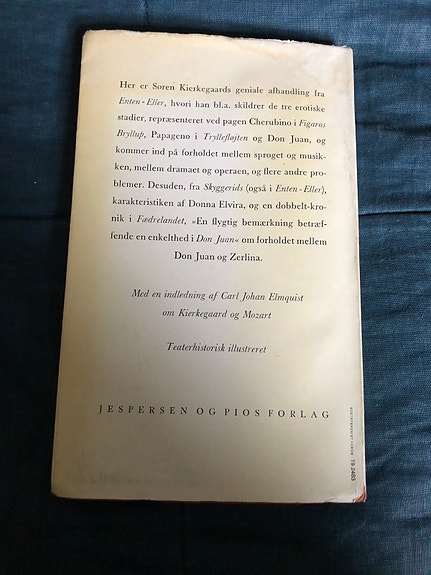 Her er Søren Kierkegaards geniale afhandling fra
Enten-Eller, hvori han bl.a. skildrer de tre erotiske
stadier, repræsenteret ved pagen Cherubino i Figaros
Bryllup, Papageno i Tryllefløjten og Don Juan, og
kommer ind på forholdet mellem sproget og musik-
ken, mellem dramaet og operaen, og flere andre pro-
blemer. Desuden, fra Skyggerids (også i Enten-Eller),
karakteristiken af Donna Elvira, og en dobbelt-kro-
nik i Fædrelandet, »En flygtig bemærkning betræf-
fende en enkelthed i Don Juan« om forholdet mellem
Don Juan og Zerlina.
Med en indledning af Carl Johan Elmquist
om Kierkegaard og Mozart
Teaterhistorisk illustreret
JESPERSEN OG PIOS FORLAG
19 2483